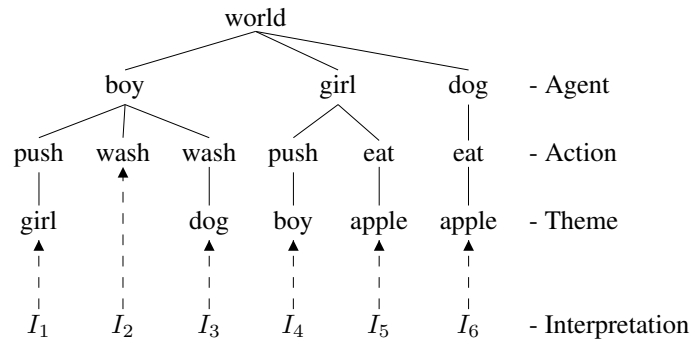 world
boy girl dog - Agent
push wash wash push eat eat - Action
girl dog boy apple apple - Theme
I₁ I₂ I₃ I₄ I₅ I₆ - Interpretation